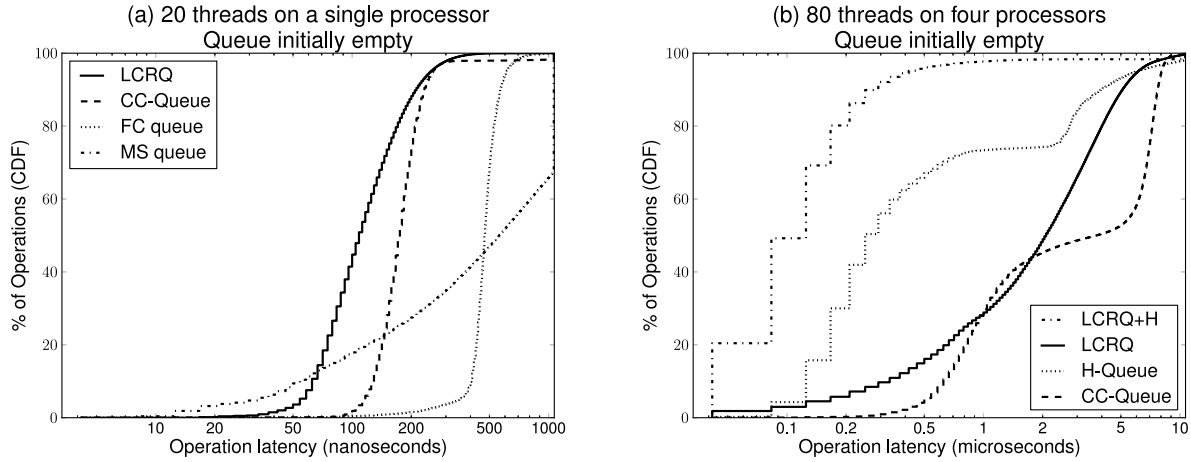 (a) 20 threads on a single processor
Queue initially empty
% of Operations (CDF)
100
80
60
40
20
0
LCRQ
CC-Queue
FC queue
MS queue
10
50
100
200
500
1000
Operation latency (nanoseconds)
(b) 80 threads on four processors
Queue initially empty
% of Operations (CDF)
100
80
60
40
20
0
LCRQ+H
LCRQ
H-Queue
CC-Queue
0.1
0.2
0.5
1
2
5
10
Operation latency (microseconds)